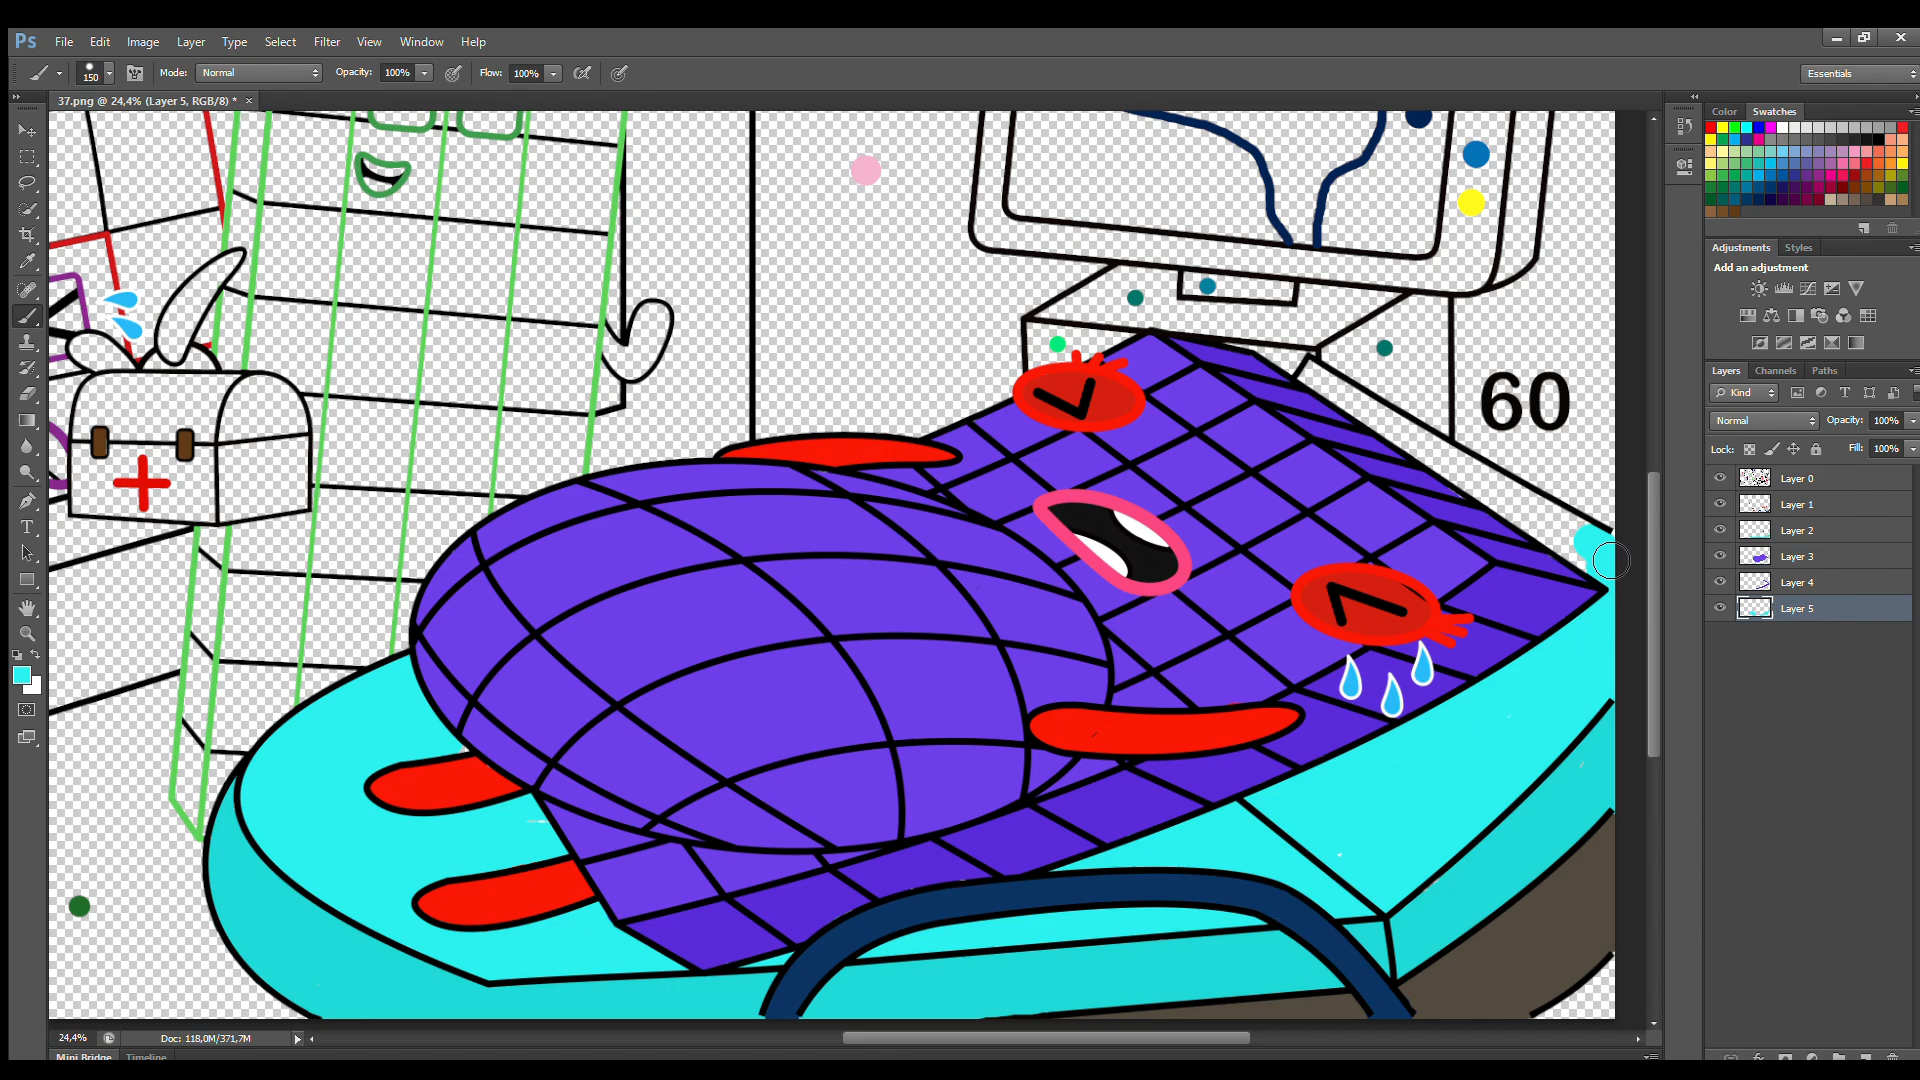 Ps File Edit Image Layer Type Select Filter View Window Help
150 Mode: Normal Opacity: 100% Flow: 100% Essentials
37.png @ 24,4% (Layer 5, RGB/8) * ×
Color Swatches
Adjustments Styles
Add an adjustment
Layers Channels Paths
Kind
Normal Opacity: 100%
Lock: Fill: 100%
Layer 0
Layer 1
Layer 2
Layer 3
Layer 4
Layer 5
60
24,4% Doc: 118,0M/371,7M
Mini Bridge Timeline